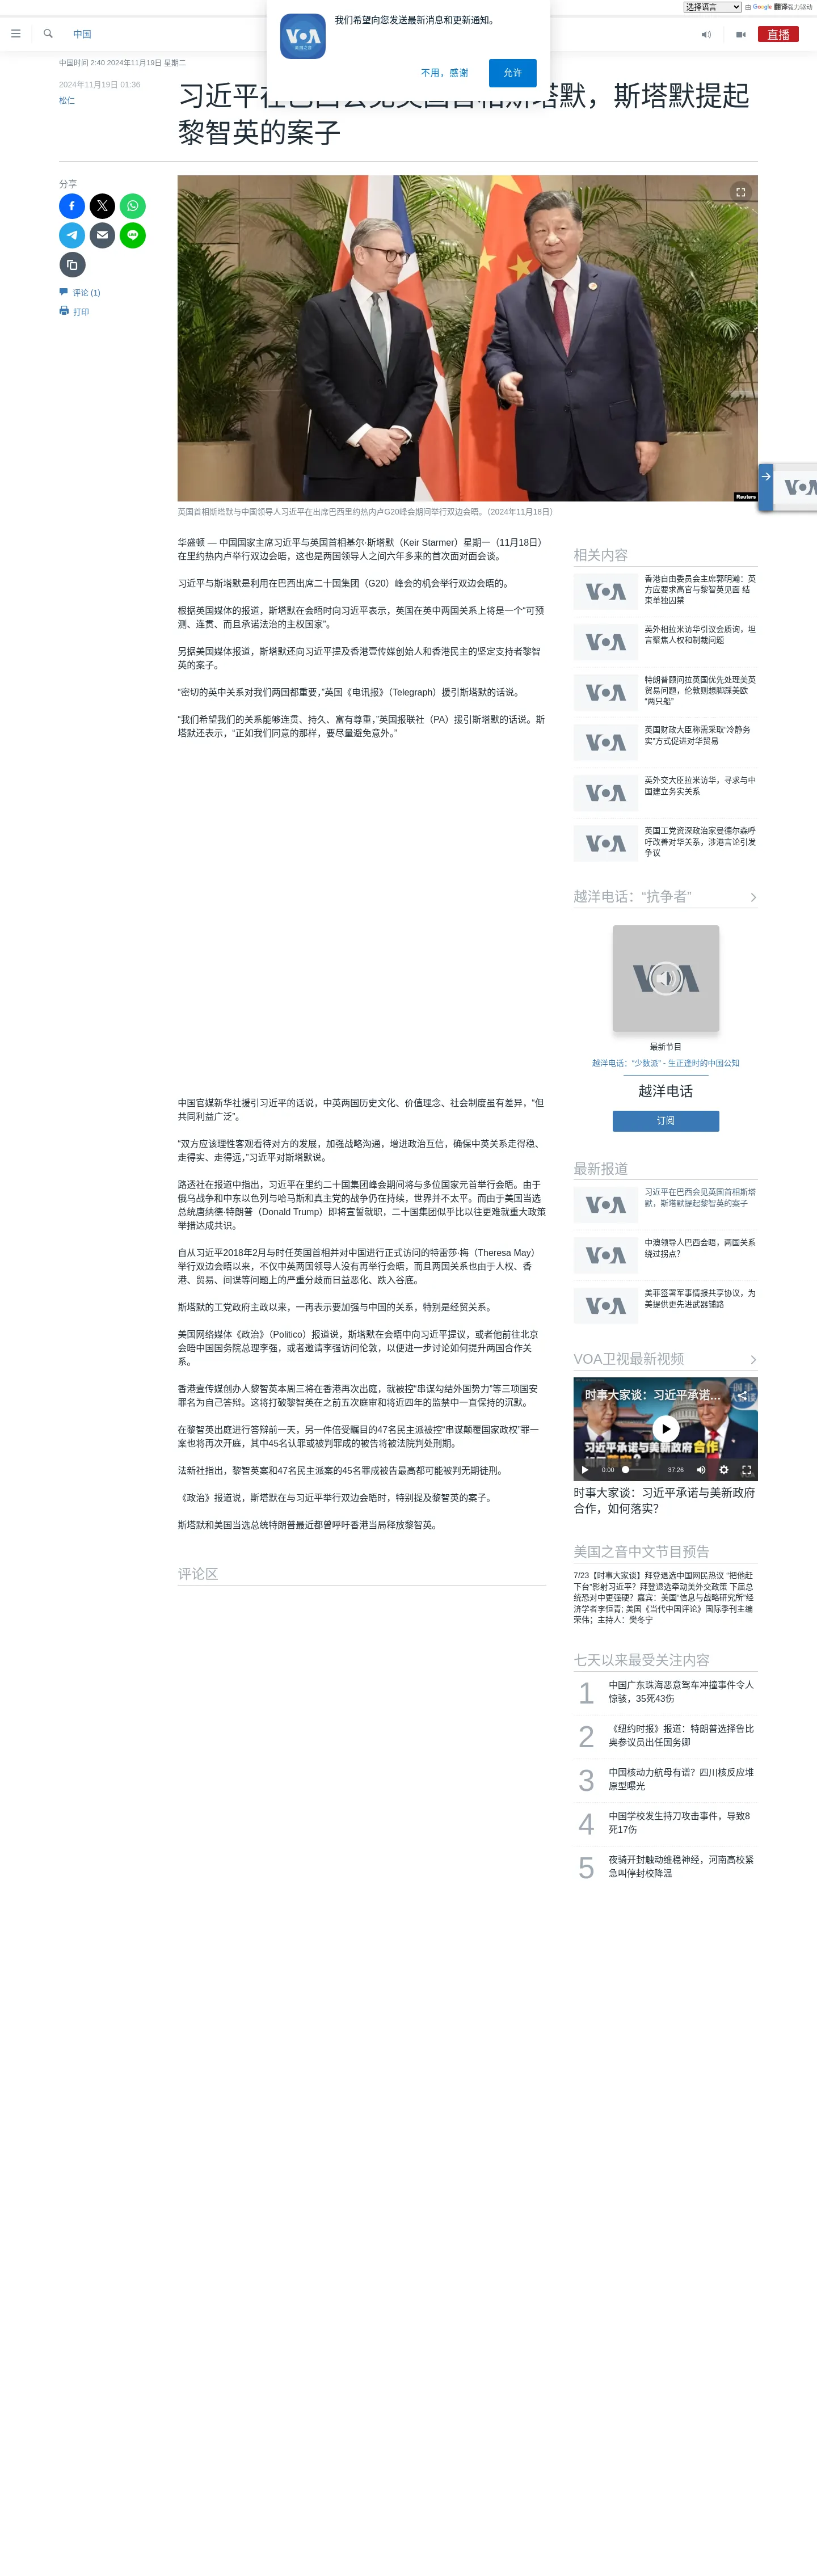 选择语言
由 Google 翻译强力驱动
中国
直播
VOA
美国之音
我们希望向您发送最新消息和更新通知。
不用，感谢
允许
中国时间 2:40 2024年11月19日 星期二
2024年11月19日 01:36
松仁
习近平在巴西会见英国首相斯塔默，斯塔默提起
黎智英的案子
分享
评论 (1)
打印
Reuters
英国首相斯塔默与中国领导人习近平在出席巴西里约热内卢G20峰会期间举行双边会晤。（2024年11月18日）
华盛顿 — 中国国家主席习近平与英国首相基尔·斯塔默（Keir Starmer）星期一（11月18日）
在里约热内卢举行双边会晤，这也是两国领导人之间六年多来的首次面对面会谈。
习近平与斯塔默是利用在巴西出席二十国集团（G20）峰会的机会举行双边会晤的。
根据英国媒体的报道，斯塔默在会晤时向习近平表示，英国在英中两国关系上将是一个“可预
测、连贯、而且承诺法治的主权国家”。
另据美国媒体报道，斯塔默还向习近平提及香港壹传媒创始人和香港民主的坚定支持者黎智
英的案子。
“密切的英中关系对我们两国都重要，”英国《电讯报》（Telegraph）援引斯塔默的话说。
“我们希望我们的关系能够连贯、持久、富有尊重，”英国报联社（PA）援引斯塔默的话说。斯
塔默还表示，“正如我们同意的那样，要尽量避免意外。”
中国官媒新华社援引习近平的话说，中英两国历史文化、价值理念、社会制度虽有差异，“但
共同利益广泛”。
“双方应该理性客观看待对方的发展，加强战略沟通，增进政治互信，确保中英关系走得稳、
走得实、走得远，”习近平对斯塔默说。
路透社在报道中指出，习近平在里约二十国集团峰会期间将与多位国家元首举行会晤。由于
俄乌战争和中东以色列与哈马斯和真主党的战争仍在持续，世界并不太平。而由于美国当选
总统唐纳德·特朗普（Donald Trump）即将宣誓就职，二十国集团似乎比以往更难就重大政策
举措达成共识。
自从习近平2018年2月与时任英国首相并对中国进行正式访问的特雷莎·梅（Theresa May）
举行双边会晤以来，不仅中英两国领导人没有再举行会晤，而且两国关系也由于人权、香
港、贸易、间谍等问题上的严重分歧而日益恶化、跌入谷底。
斯塔默的工党政府主政以来，一再表示要加强与中国的关系，特别是经贸关系。
美国网络媒体《政治》（Politico）报道说，斯塔默在会晤中向习近平提议，或者他前往北京
会晤中国国务院总理李强，或者邀请李强访问伦敦，以便进一步讨论如何提升两国合作关
系。
香港壹传媒创办人黎智英本周三将在香港再次出庭，就被控“串谋勾结外国势力”等三项国安
罪名为自己答辩。这将打破黎智英在之前五次庭审和将近四年的监禁中一直保持的沉默。
在黎智英出庭进行答辩前一天，另一件倍受瞩目的47名民主派被控“串谋颠覆国家政权”罪一
案也将再次开庭，其中45名认罪或被判罪成的被告将被法院判处刑期。
法新社指出，黎智英案和47名民主派案的45名罪成被告最高都可能被判无期徒刑。
《政治》报道说，斯塔默在与习近平举行双边会晤时，特别提及黎智英的案子。
斯塔默和美国当选总统特朗普最近都曾呼吁香港当局释放黎智英。
评论区
相关内容
VOA
香港自由委员会主席郭明瀚：英
方应要求高官与黎智英见面 结
束单独囚禁
VOA
英外相拉米访华引议会质询，坦
言聚焦人权和制裁问题
VOA
特朗普顾问拉英国优先处理美英
贸易问题，伦敦则想脚踩美欧
“两只船”
VOA
英国财政大臣称需采取“冷静务
实”方式促进对华贸易
VOA
英外交大臣拉米访华，寻求与中
国建立务实关系
VOA
英国工党资深政治家曼德尔森呼
吁改善对华关系，涉港言论引发
争议
越洋电话：“抗争者”
VOA
最新节目
越洋电话：“少数派” - 生正逢时的中国公知
越洋电话
订阅
最新报道
VOA
习近平在巴西会见英国首相斯塔
默，斯塔默提起黎智英的案子
VOA
中澳领导人巴西会晤，两国关系
绕过拐点？
VOA
美菲签署军事情报共享协议，为
美提供更先进武器铺路
VOA卫视最新视频
时事大家谈：习近平承诺...
习近平承诺与美新政府合作
0:00
37:26
时事大家谈：习近平承诺与美新政府
合作，如何落实？
美国之音中文节目预告
7/23【时事大家谈】拜登退选中国网民热议 “把他赶
下台”影射习近平？拜登退选牵动美外交政策 下届总
统恐对中更强硬？嘉宾：美国“信息与战略研究所”经
济学者李恒青; 美国《当代中国评论》国际季刊主编
荣伟；主持人：樊冬宁
七天以来最受关注内容
1
中国广东珠海恶意驾车冲撞事件令人
惊骇，35死43伤
2
《纽约时报》报道：特朗普选择鲁比
奥参议员出任国务卿
3
中国核动力航母有谱？四川核反应堆
原型曝光
4
中国学校发生持刀攻击事件，导致8
死17伤
5
夜骑开封触动维稳神经，河南高校紧
急叫停封校降温